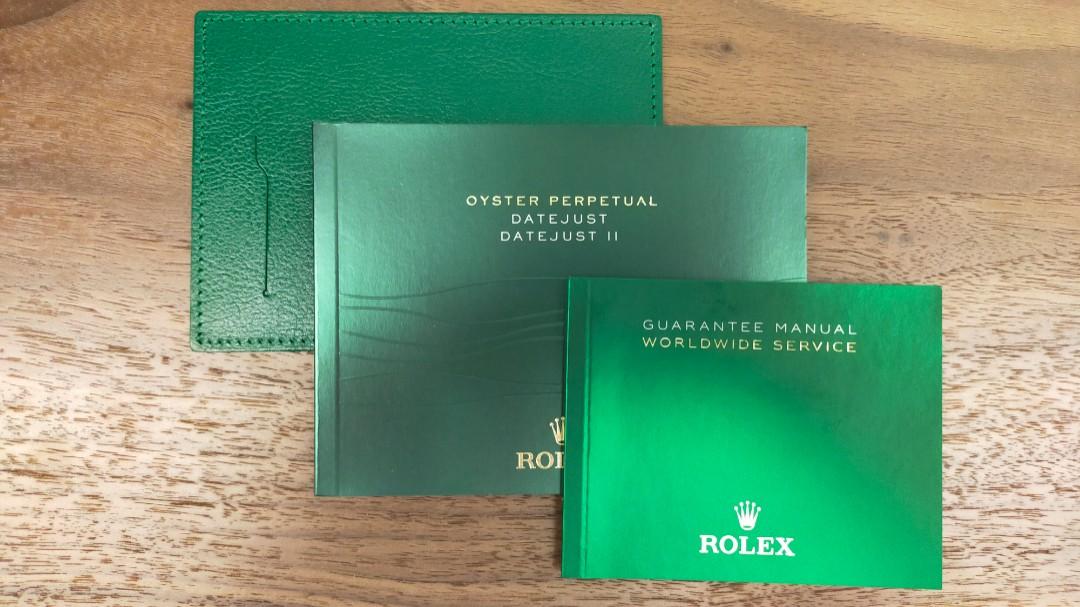 OYSTER PERPETUAL
DATEJUST
DATEJUST II
GUARANTEE MANUAL
WORLDWIDE SERVICE
ROLEX